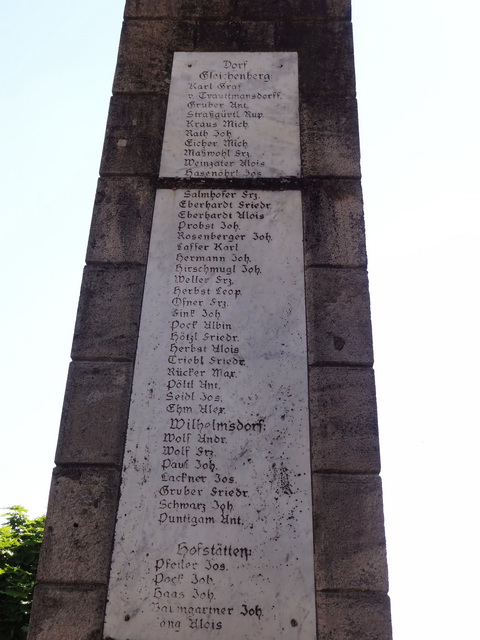 Dorf
Gleichenberg
Karl Graf
v. Trauttmansdorff.
Gruber Ant.
Straßgürtl Rup.
Kraus Mich.
Rath Joh.
Eicher Mich.
Maßwohl Frz.
Weinzäter Alois
Hasenöhrl Jos.
Salmhofer Frz.
Eberhardt Friedr.
Eberhardt Alois
Probst Joh.
Rosenberger Joh.
Lasser Karl
Hermann Joh.
Hirschmugl Joh.
Weller Frz.
Herbst Leop.
Ofner Frz.
Fink Joh.
Pock Albin
Hötzl Friedr.
Herbst Alois
Triebl Friedr.
Rücker Max.
Pöltl Ant.
Seidl Jos.
Ehm Alex.
Wilhelmsdorf:
Wolf Andr.
Wolf Frz.
Paul Joh.
Lackner Jos.
Gruber Friedr.
Schwarz Joh.
Puntigam Ant.
Hofstätten:
Pfeiler Jos.
Pock Joh.
Haas Joh.
Baumgartner Joh.
Alois